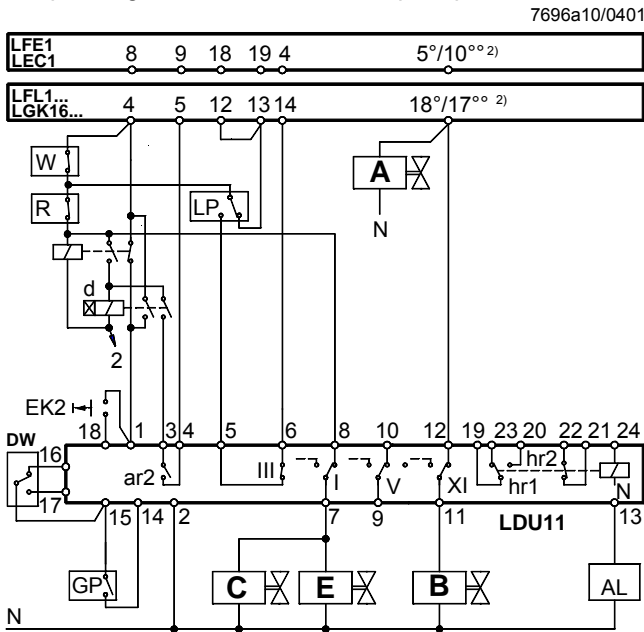 7696a10/0401
LFE1
LEC1
8 9 18 19 4 5°/10°° 2)
LFL1...
LGK16...
4 5 12 13 14 18°/17°° 2)
W
A
R
LP
N
d
2
EK2
18 1 3 4 5 6 8 10 12 19 23 20 22 21 24
DW
16
ar2 III I V XI hr2
hr1
N
17
15 14 2 7 9 11 LDU11 13
GP C E B AL
N